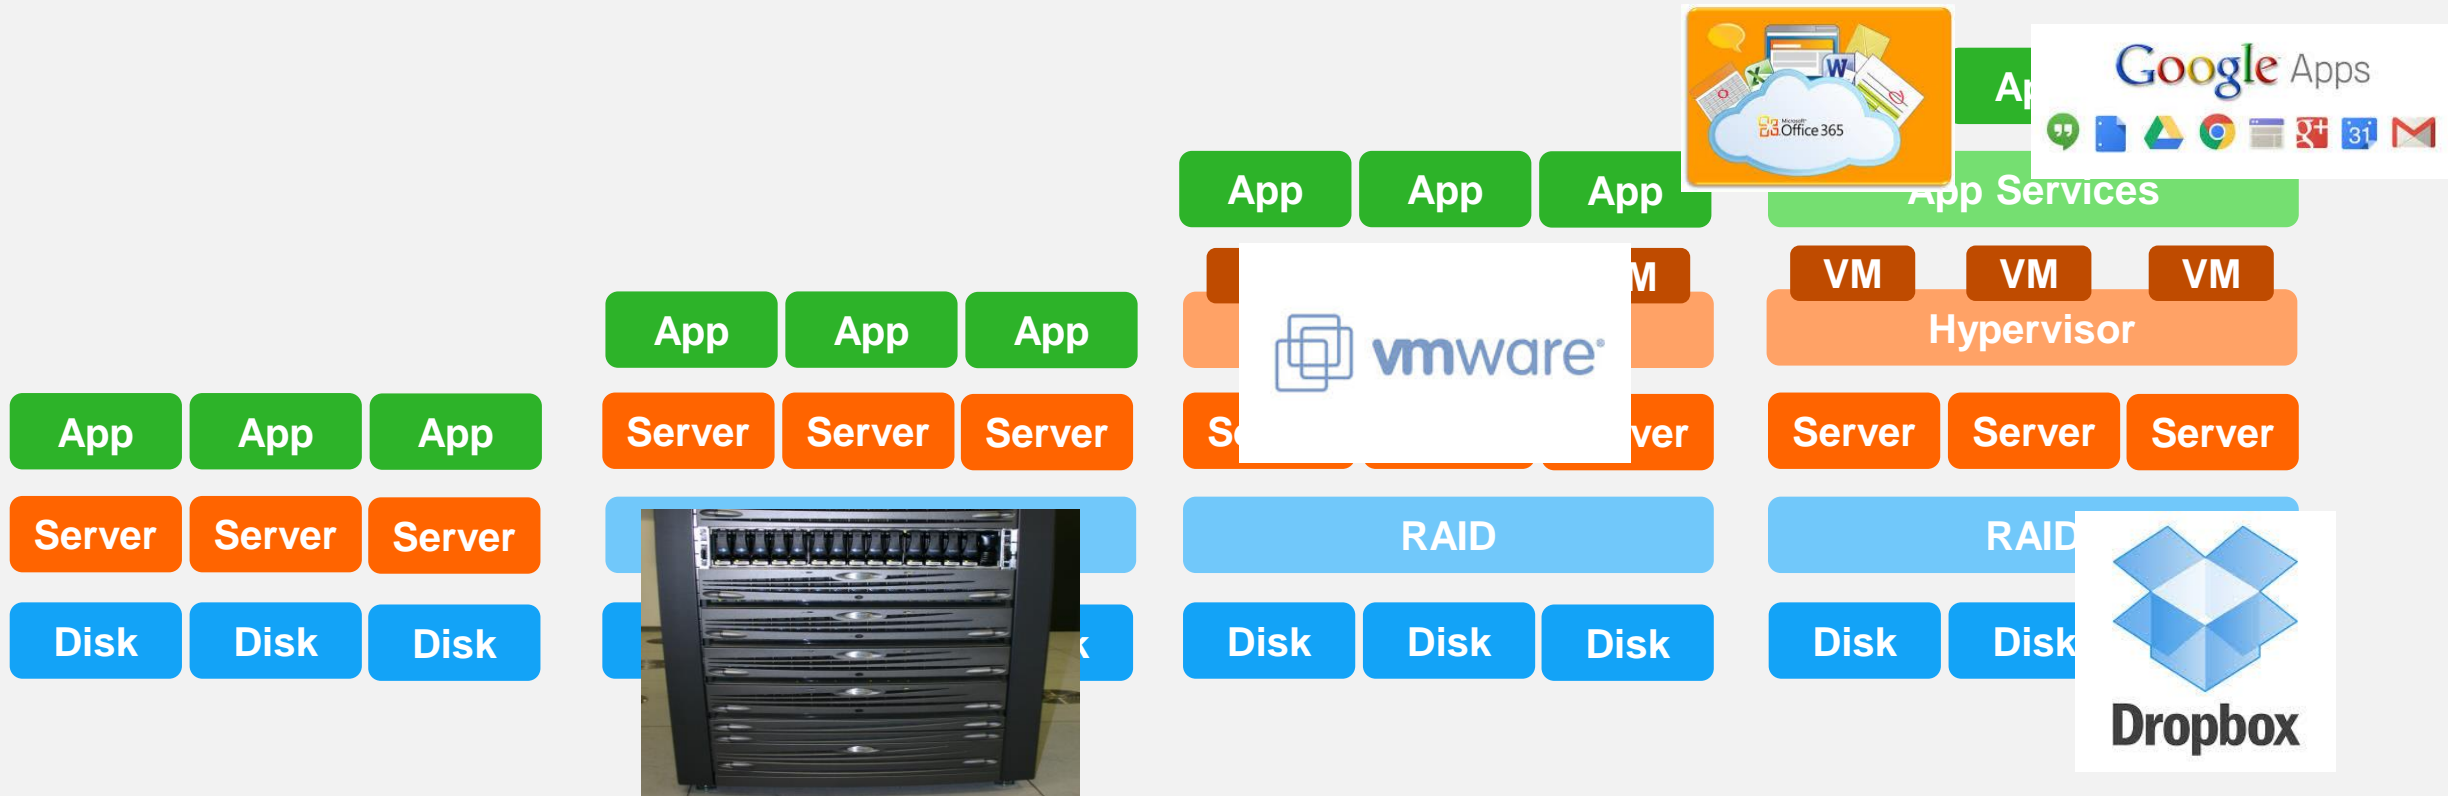 Microsoft
Office 365
Google Apps
31
App App App
App Services
VM VM VM
App App App
vmware
Hypervisor
App App App
Server Server Server
Server Server Server
Server Server Server
RAID
RAID
Disk Disk Disk
Disk Disk Disk
Disk Disk
Dropbox